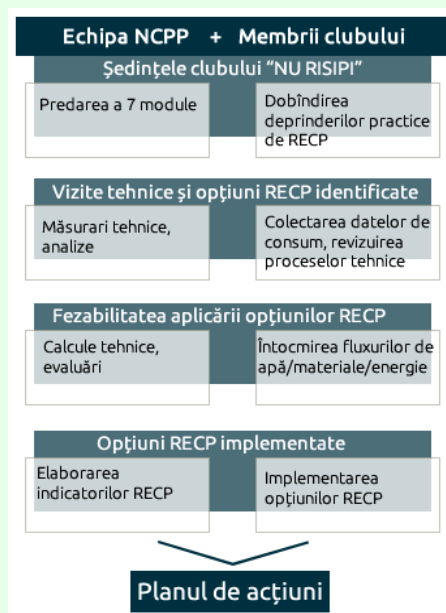 Echipa NCPP + Membrii clubului
Ședințele clubului “NU RISIPI”
Predarea a 7 module
Dobîndirea
deprinderilor practice
de RECP
Vizite tehnice și opțiuni RECP identificate
Măsurari tehnice,
analize
Colectarea datelor de
consum, revizuirea
proceselor tehnice
Fezabilitatea aplicării opțiunilor RECP
Calcule tehnice,
evaluări
Întocmirea fluxurilor de
apă/materiale/energie
Opțiuni RECP implementate
Elaborarea
indicatorilor RECP
Implementarea
opțiunilor RECP
Planul de acțiuni